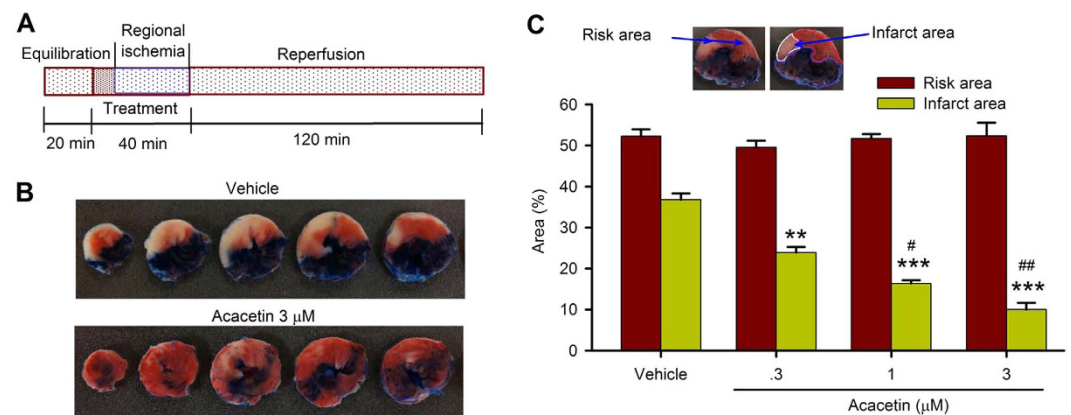 A
Equilibration
Regional
ischemia
Reperfusion
Treatment
20 min
40 min
120 min
B
Vehicle
Acacetin 3 µM
C
Risk area
Infarct area
Risk area
Infarct area
Area (%)
60
50
40
30
20
10
0
**
#
***
##
***
Vehicle
.3
1
3
Acacetin (µM)